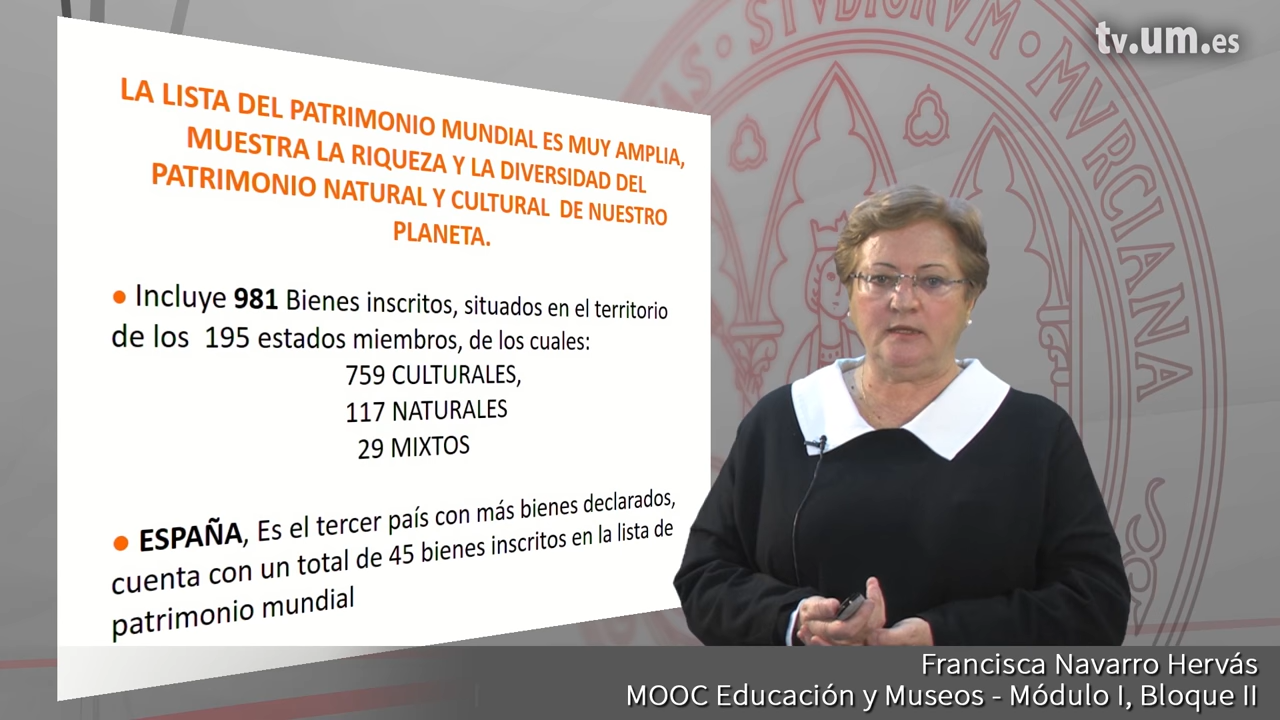 tv.um.es
STVDIORVM
MVRCIANA
LA LISTA DEL PATRIMONIO MUNDIAL ES MUY AMPLIA,
MUESTRA LA RIQUEZA Y LA DIVERSIDAD DEL
PATRIMONIO NATURAL Y CULTURAL DE NUESTRO
PLANETA.
● Incluye 981 Bienes inscritos, situados en el territorio
de los 195 estados miembros, de los cuales:
759 CULTURALES,
117 NATURALES
29 MIXTOS
● ESPAÑA, Es el tercer país con más bienes declarados,
cuenta con un total de 45 bienes inscritos en la lista de
patrimonio mundial
Francisca Navarro Hervás
MOOC Educación y Museos - Módulo I, Bloque II